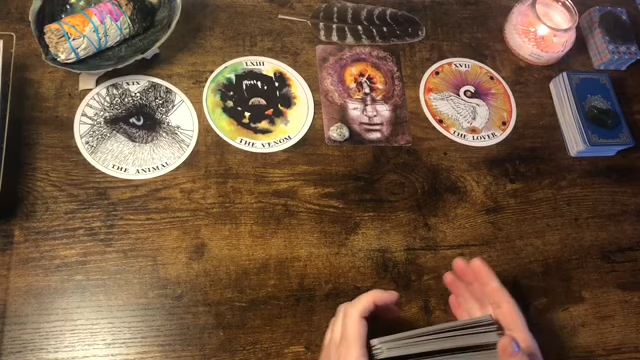 XIX
THE ANIMAL
LXIII
THE VENOM
XVII
THE LOVER